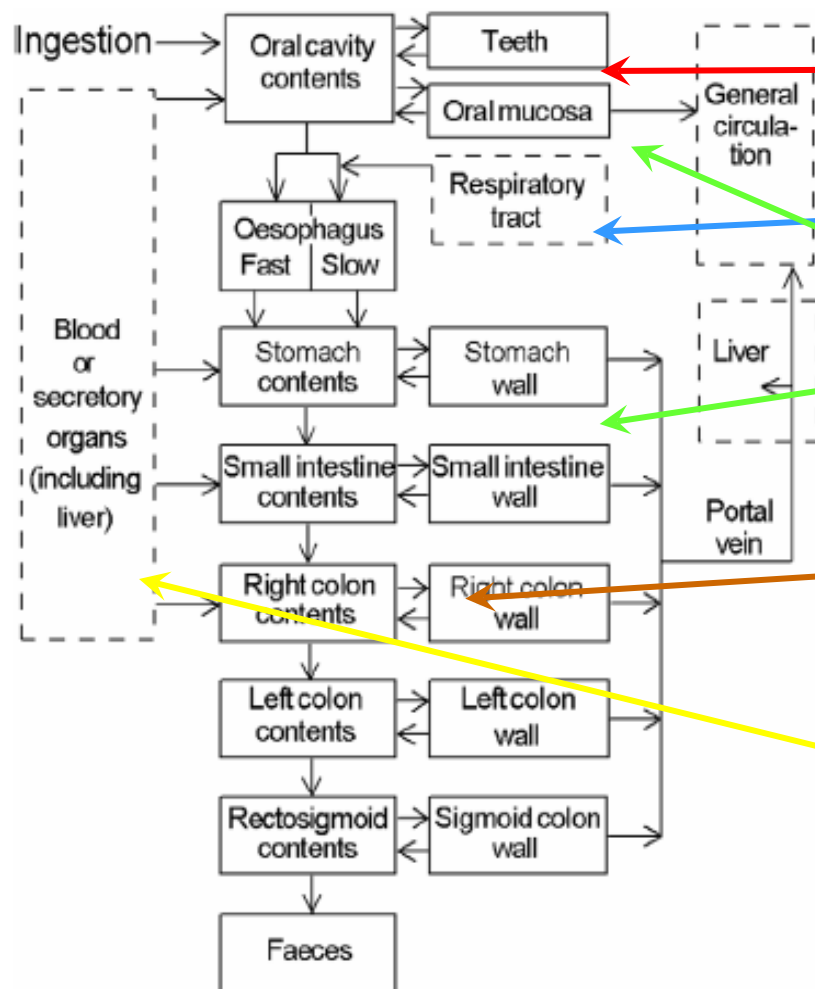 Ingestion
Oral cavity
contents
Teeth
Oral mucosa
General
circula-
tion
Respiratory
tract
Oesophagus
Fast Slow
Blood
or
secretory
organs
(including
liver)
Stomach
contents
Stomach
wall
Liver
Small intestine
contents
Small intestine
wall
Portal
vein
Right colon
contents
Right colon
wall
Left colon
contents
Left colon
wall
Rectosigmoid
contents
Sigmoid colon
wall
Faeces